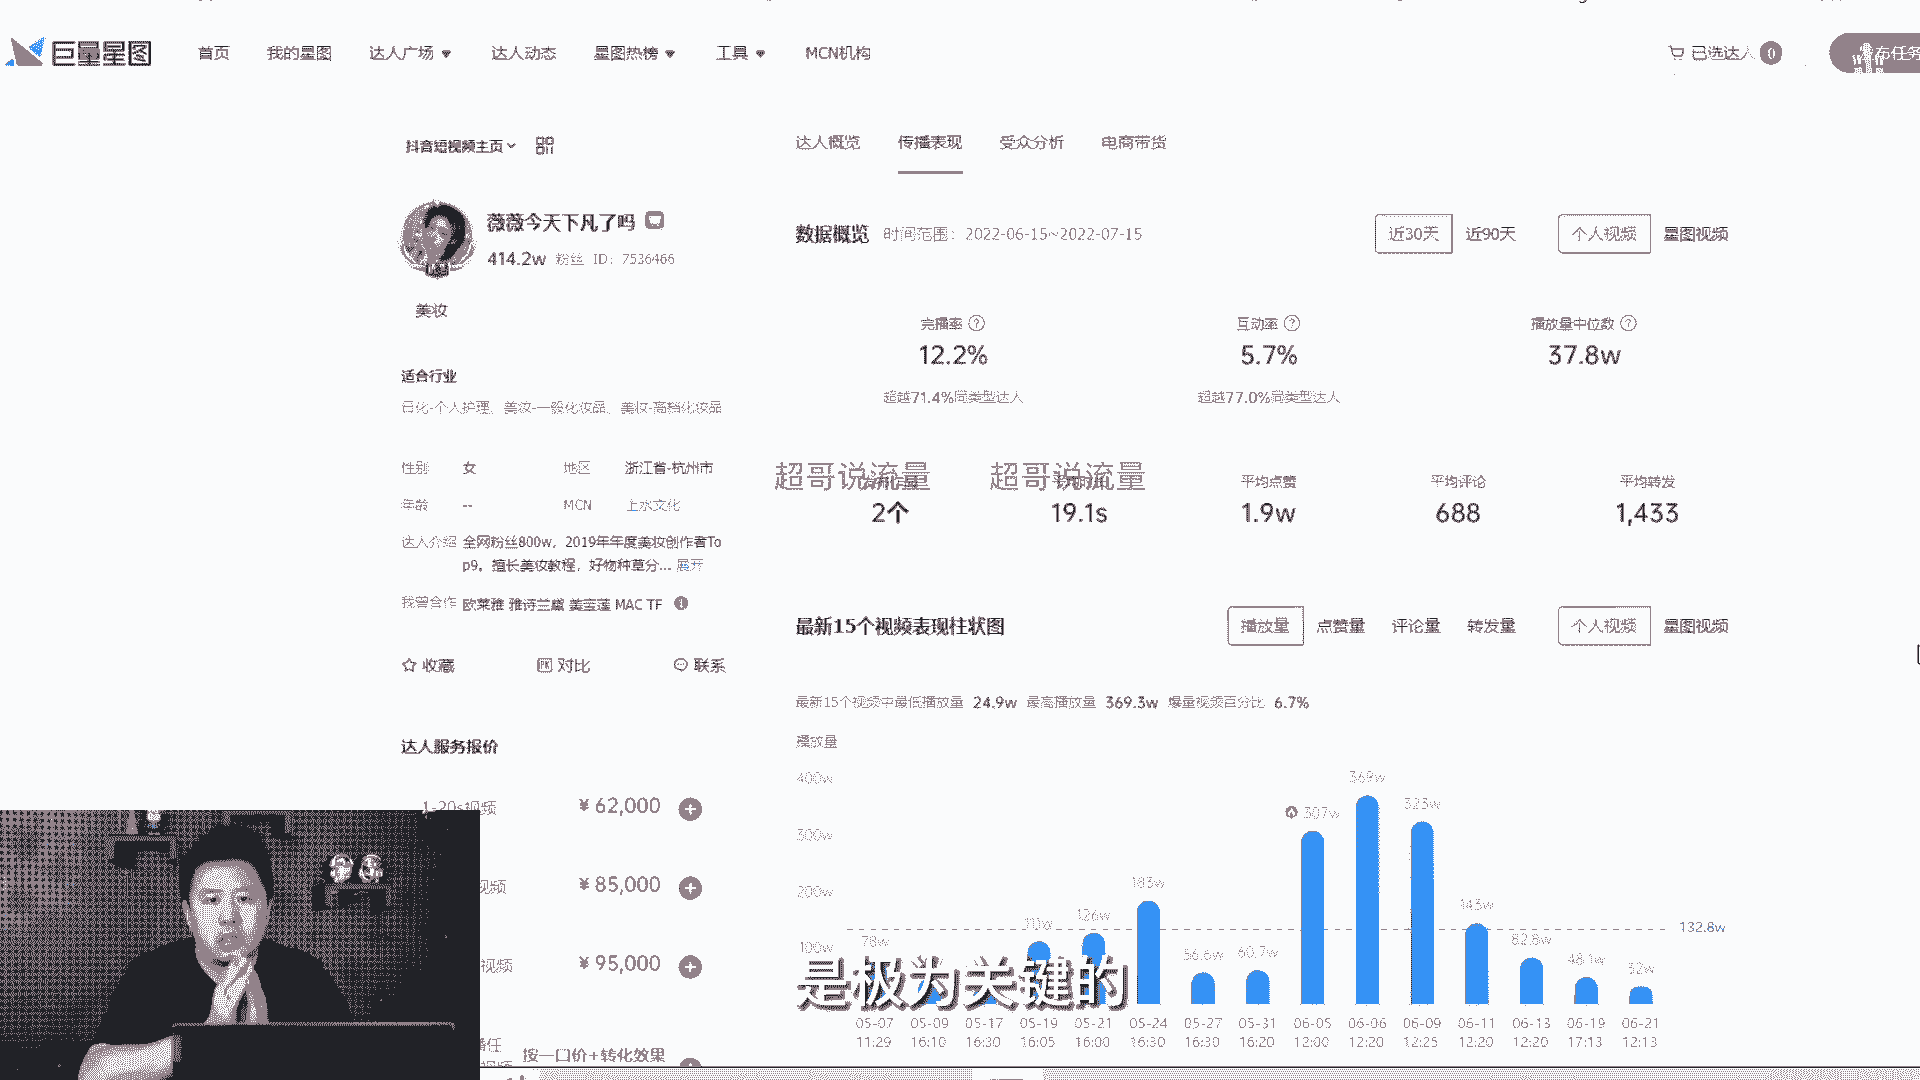 巨量星图 首页 我的星图 达人广场 达人动态 星图热榜 工具 MCN机构 已选达人 0 布任务
抖音短视频主页
达人概览 传播表现 受众分析 电商带货
薇薇今天下凡了吗
414.2w 粉丝 ID: 7536466
美妆
适合行业
日化-个人护理、美妆-一般化妆品、美妆-高档化妆品
性别 女 地区 浙江省-杭州市
年龄 -- MCN 上水文化
达人介绍 全网粉丝800w，2019年年度美妆创作者To
p9。擅长美妆教程，好物种草分... 展开
我曾合作 欧莱雅 雅诗兰黛 美宝莲 MAC TF
收藏 对比 联系
达人服务报价
1-20s视频 ¥ 62,000
视频 ¥ 85,000
视频 ¥ 95,000
按一口价+转化效果
数据概览 时间范围：2022-06-15~2022-07-15 近30天 近90天 个人视频 星图视频
完播率 互动率 播放量中位数
12.2% 5.7% 37.8w
超越71.4%同类型达人 超越77.0%同类型达人
超哥说流量 超哥说流量
平均点赞 平均评论 平均转发
2个 19.1s 1.9w 688 1,433
最新15个视频表现柱状图 播放量 点赞量 评论量 转发量 个人视频 星图视频
最新15个视频中最低播放量 24.9w 最高播放量 369.3w 爆量视频百分比 6.7%
播放量
400w
300w
200w
100w
78w 126w 183w 56.6w 60.7w 307w 369w 323w 143w 82.8w 48.1w 32w
132.8w
是极为关键的
05-07 05-09 05-17 05-19 05-21 05-24 05-27 05-31 06-05 06-06 06-09 06-11 06-13 06-19 06-21
11:29 16:10 16:30 16:05 16:00 16:30 16:30 16:20 12:00 12:20 12:25 12:20 12:20 17:13 12:13